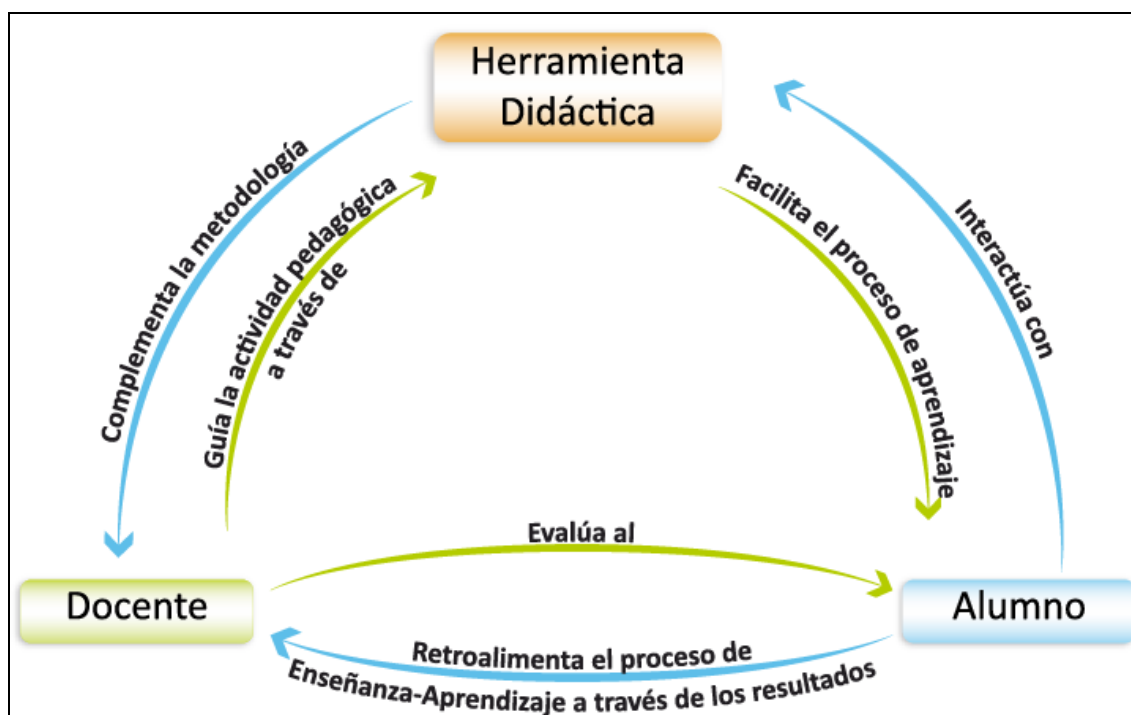 Herramienta
Didáctica
Complementa la metodología
Guía la actividad pedagógica
a través de
Facilita el proceso de aprendizaje
Interactúa con
Evalúa al
Docente
Alumno
Retroalimenta el proceso de
Enseñanza-Aprendizaje a través de los resultados